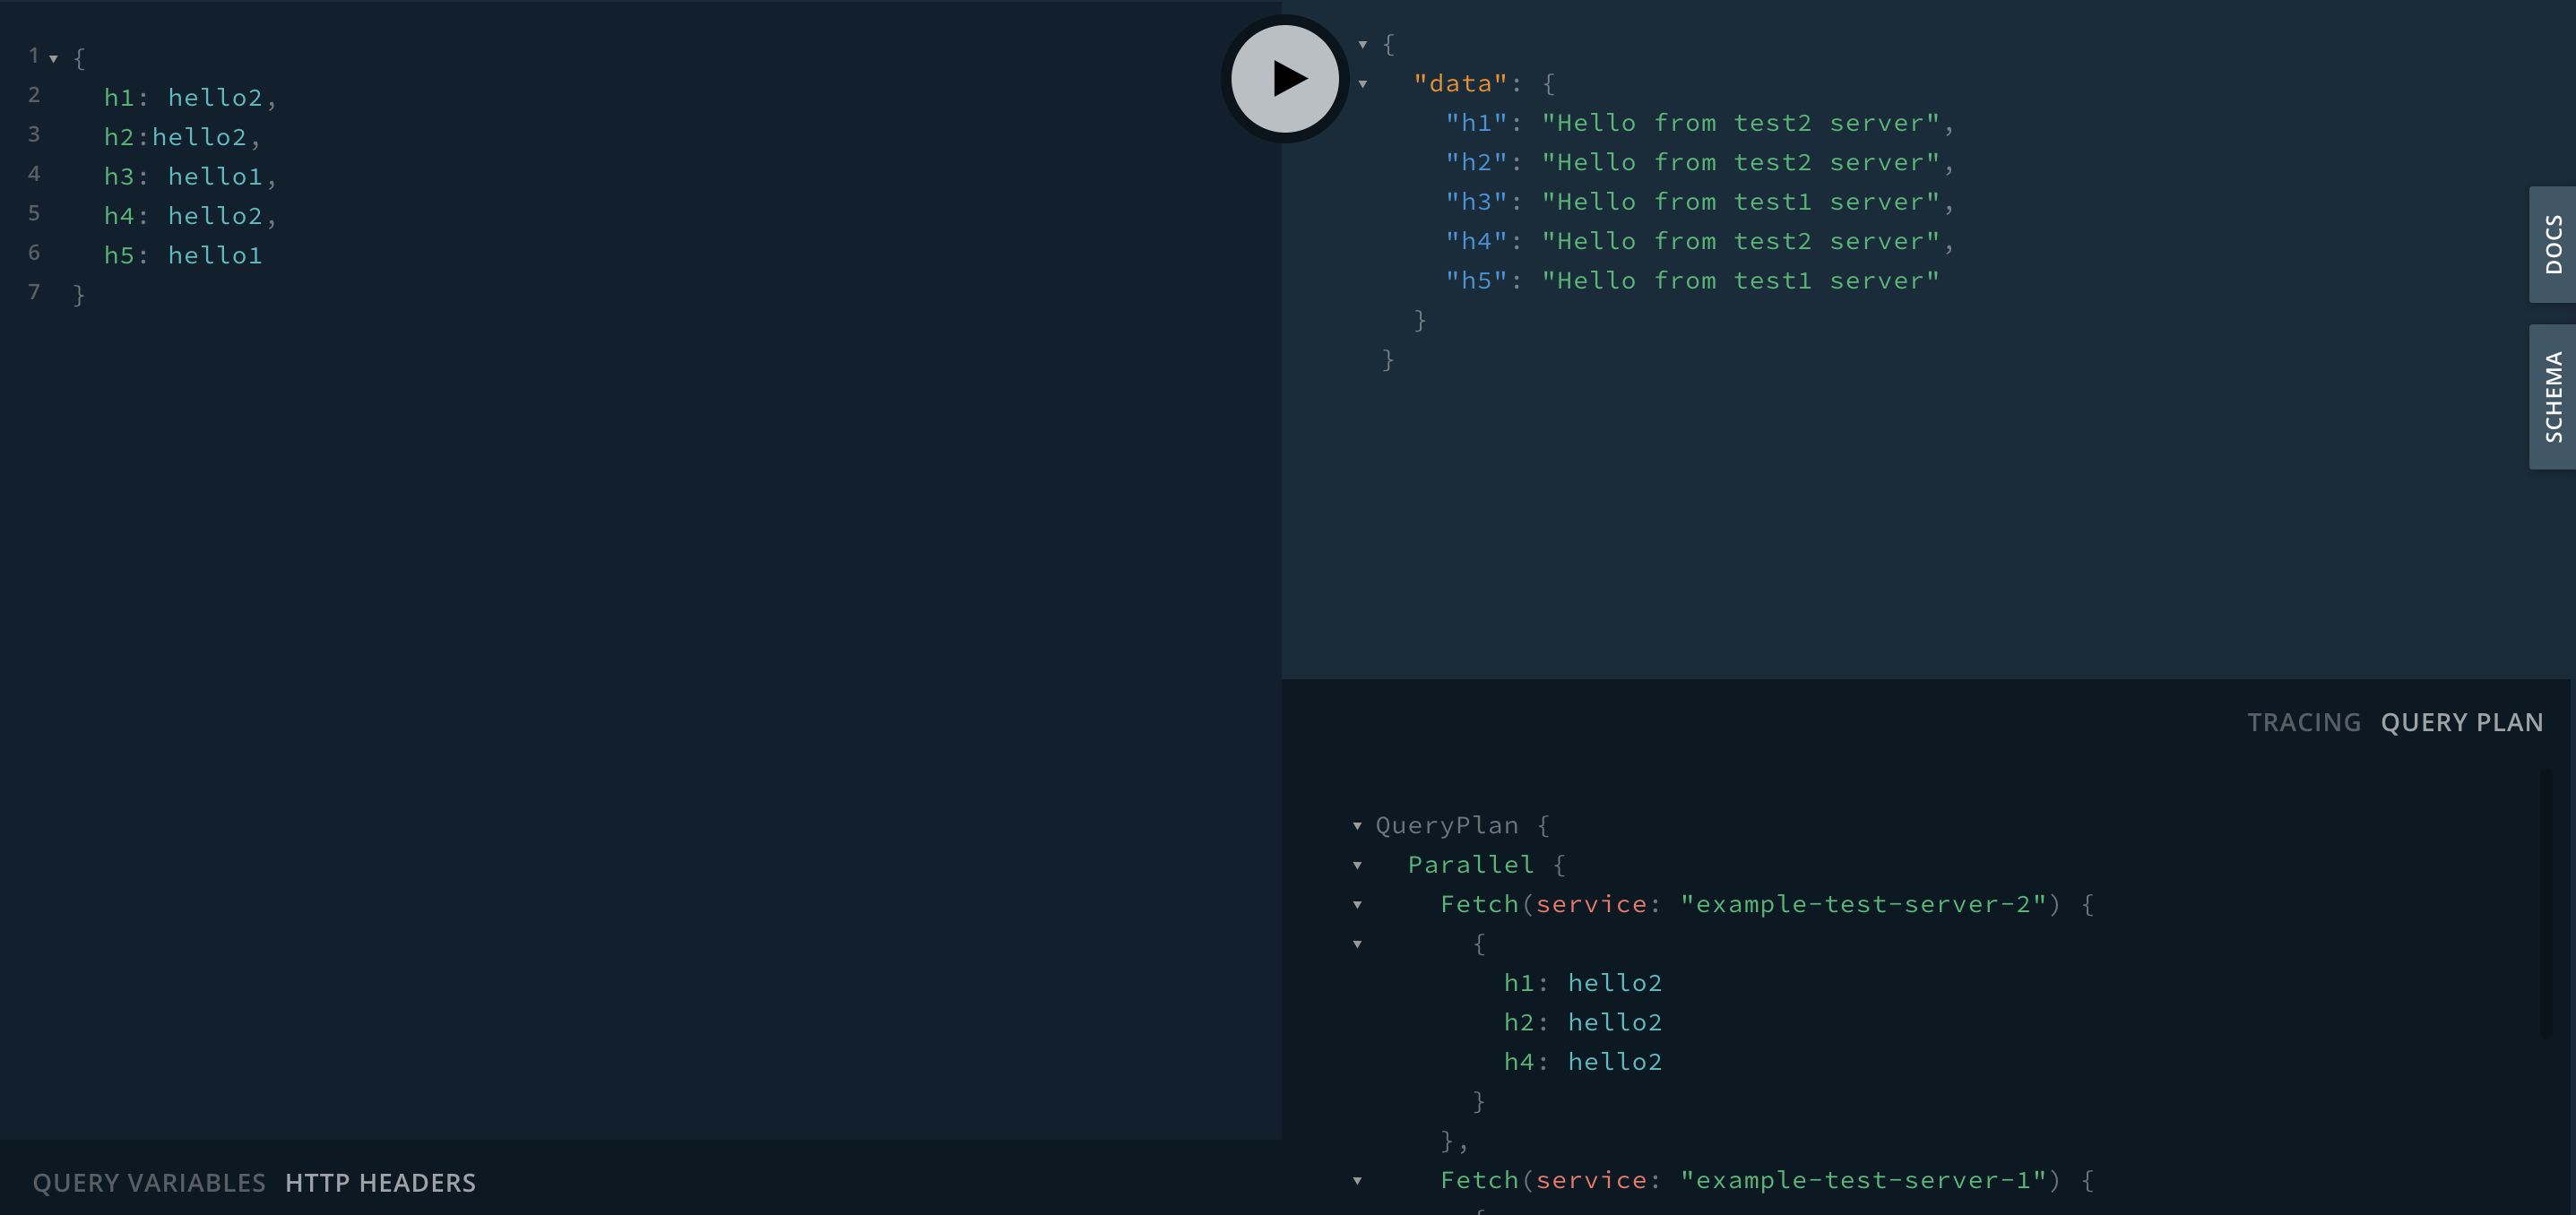 1 {
2 h1: hello2,
3 h2:hello2,
4 h3: hello1,
5 h4: hello2,
6 h5: hello1
7 }
QUERY VARIABLES HTTP HEADERS
{
"data": {
"h1": "Hello from test2 server",
"h2": "Hello from test2 server",
"h3": "Hello from test1 server",
"h4": "Hello from test2 server",
"h5": "Hello from test1 server"
}
}
DOCS
SCHEMA
TRACING QUERY PLAN
QueryPlan {
Parallel {
Fetch(service: "example-test-server-2") {
{
h1: hello2
h2: hello2
h4: hello2
}
},
Fetch(service: "example-test-server-1") {
{